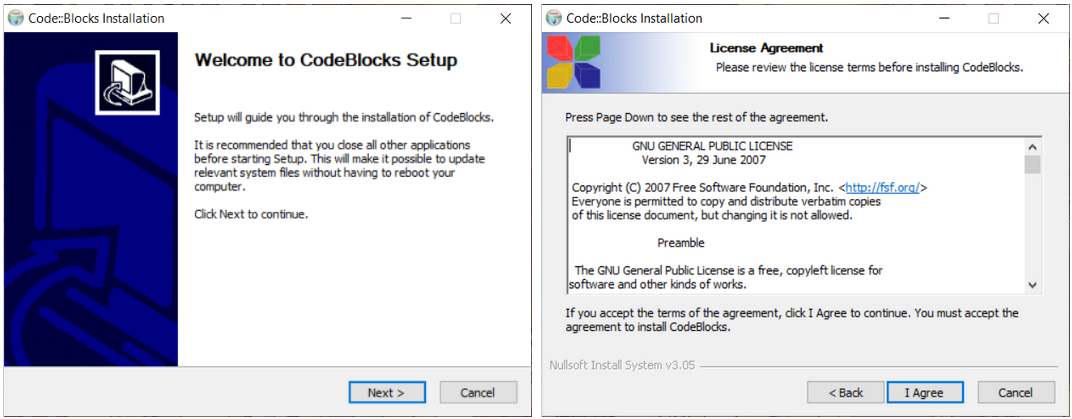 Code::Blocks Installation
Welcome to CodeBlocks Setup
Setup will guide you through the installation of CodeBlocks.
It is recommended that you close all other applications
before starting Setup. This will make it possible to update
relevant system files without having to reboot your
computer.
Click Next to continue.
Next >
Cancel
Code::Blocks Installation
License Agreement
Please review the license terms before installing CodeBlocks.
Press Page Down to see the rest of the agreement.
GNU GENERAL PUBLIC LICENSE
Version 3, 29 June 2007
Copyright (C) 2007 Free Software Foundation, Inc. <http://fsf.org/>
Everyone is permitted to copy and distribute verbatim copies
of this license document, but changing it is not allowed.
Preamble
The GNU General Public License is a free, copyleft license for
software and other kinds of works.
If you accept the terms of the agreement, click I Agree to continue. You must accept the
agreement to install CodeBlocks.
Nullsoft Install System v3.05
< Back
I Agree
Cancel